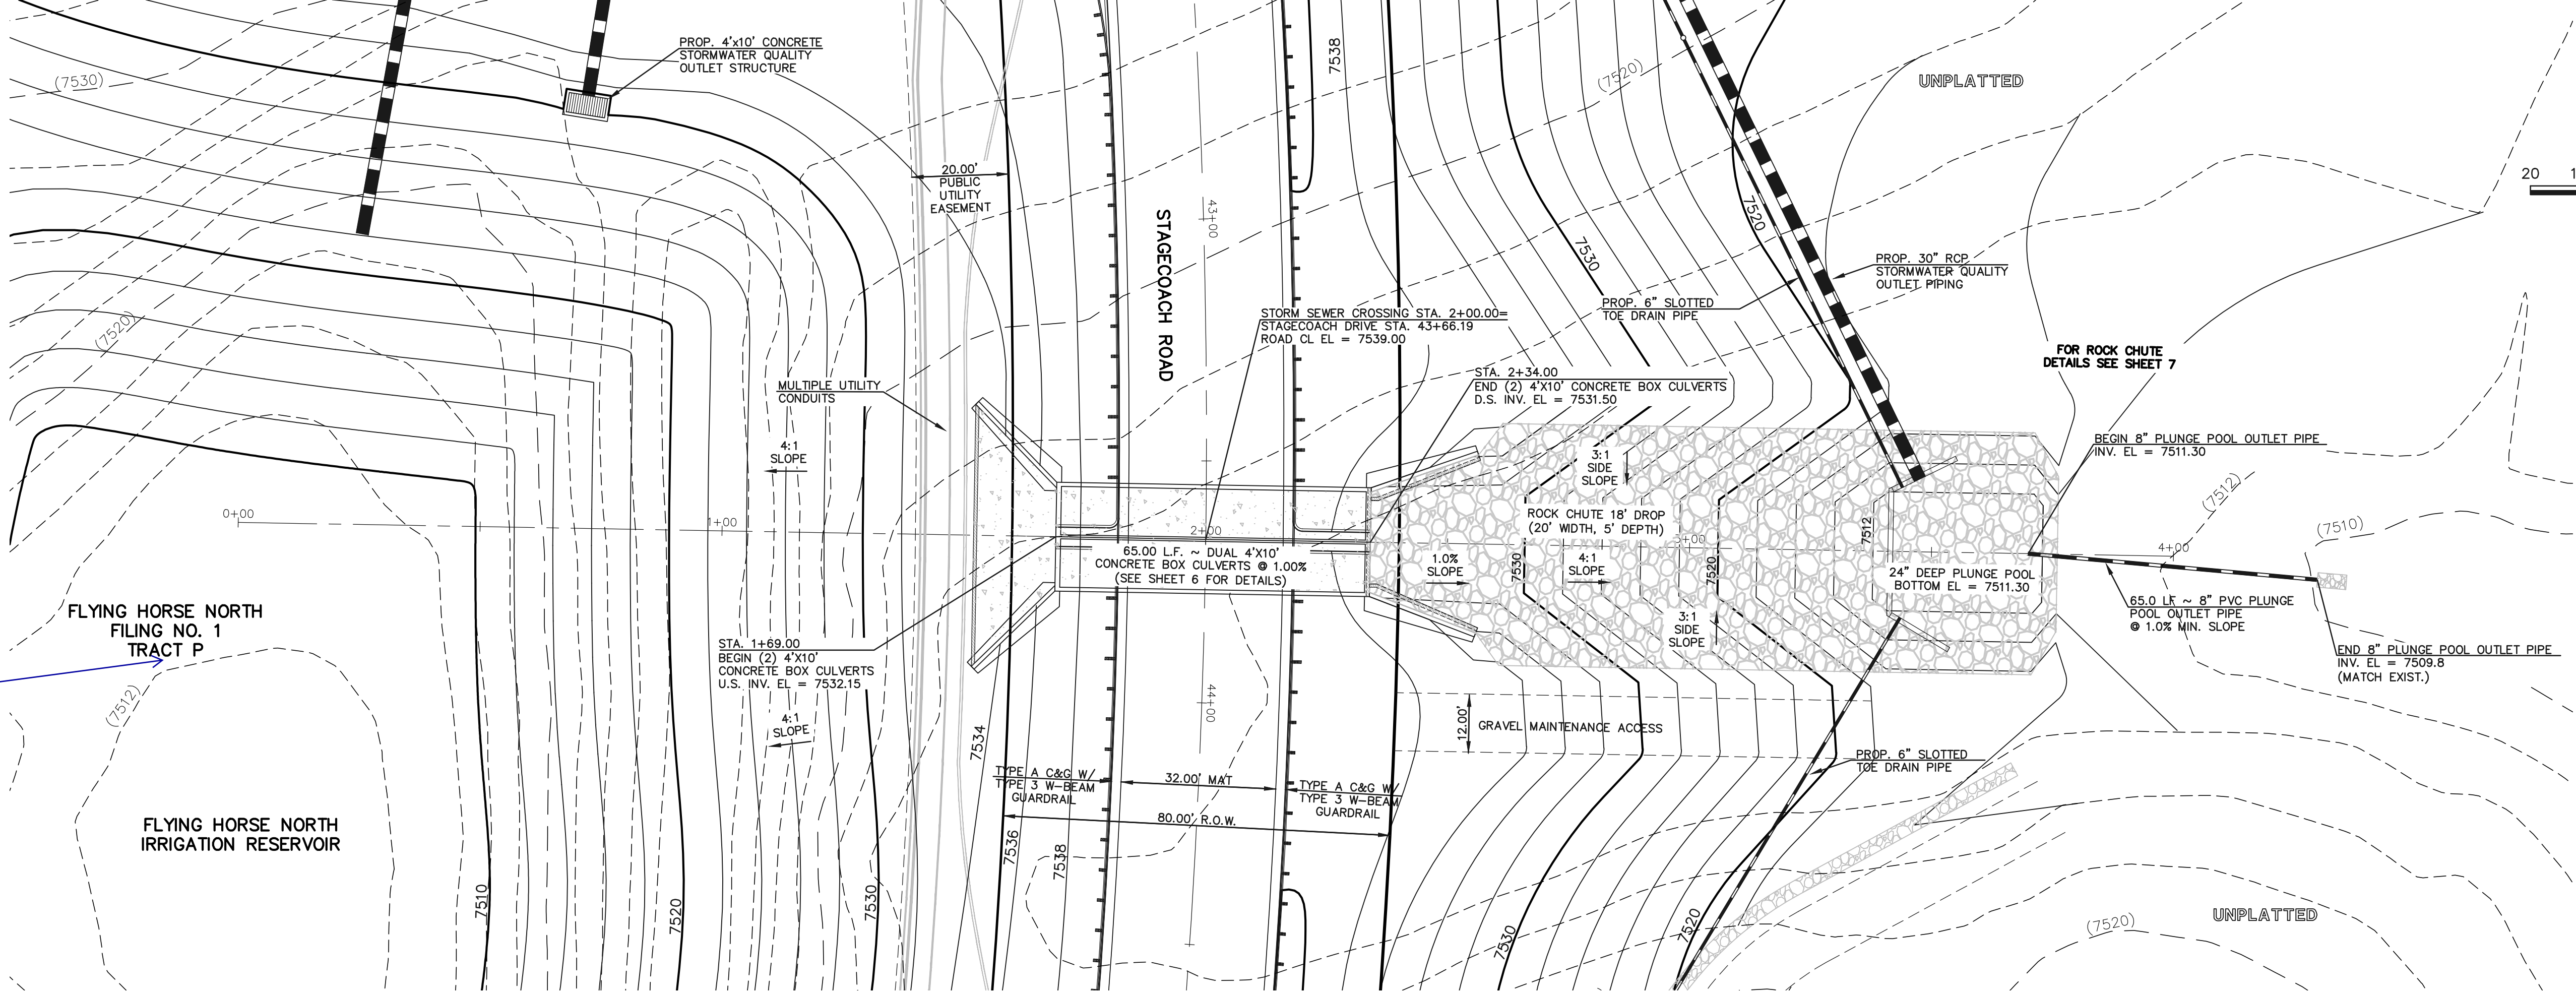 PROP. 4'x10' CONCRETE
STORMWATER QUALITY
OUTLET STRUCTURE
(7530)
7538
(7520)
UNPLATTED
20
20.00'
PUBLIC
UTILITY
EASEMENT
STAGECOACH ROAD
43+00
7530
7520
PROP. 30" RCP
STORMWATER QUALITY
OUTLET PIPING
PROP. 6" SLOTTED
TOE DRAIN PIPE
(7520)
STORM SEWER CROSSING STA. 2+00.00=
STAGECOACH DRIVE STA. 43+66.19
ROAD CL EL = 7539.00
FOR ROCK CHUTE
DETAILS SEE SHEET 7
MULTIPLE UTILITY
CONDUITS
STA. 2+34.00
END (2) 4'X10' CONCRETE BOX CULVERTS
D.S. INV. EL = 7531.50
4:1
SLOPE
3:1
SIDE
SLOPE
BEGIN 8" PLUNGE POOL OUTLET PIPE
INV. EL = 7511.30
(7512)
(7510)
0+00
1+00
2+00
3+00
4+00
ROCK CHUTE 18' DROP
(20' WIDTH, 5' DEPTH)
7512
65.00 L.F. ~ DUAL 4'X10'
CONCRETE BOX CULVERTS @ 1.00%
(SEE SHEET 6 FOR DETAILS)
1.0%
SLOPE
7530
4:1
SLOPE
7520
24" DEEP PLUNGE POOL
BOTTOM EL = 7511.30
3:1
SIDE
SLOPE
65.0 LF ~ 8" PVC PLUNGE
POOL OUTLET PIPE
@ 1.0% MIN. SLOPE
FLYING HORSE NORTH
FILING NO. 1
TRACT P
STA. 1+69.00
BEGIN (2) 4'X10'
CONCRETE BOX CULVERTS
U.S. INV. EL = 7532.15
END 8" PLUNGE POOL OUTLET PIPE
INV. EL = 7509.8
(MATCH EXIST.)
(7512)
4:1
SLOPE
7534
44+00
12.00'
GRAVEL MAINTENANCE ACCESS
PROP. 6" SLOTTED
TOE DRAIN PIPE
TYPE A C&G W/
TYPE 3 W-BEAM
GUARDRAIL
32.00' MAT
TYPE A C&G W/
TYPE 3 W-BEAM
GUARDRAIL
80.00' R.O.W.
FLYING HORSE NORTH
IRRIGATION RESERVOIR
7510
7520
7530
7536
7538
7530
7520
(7520)
UNPLATTED